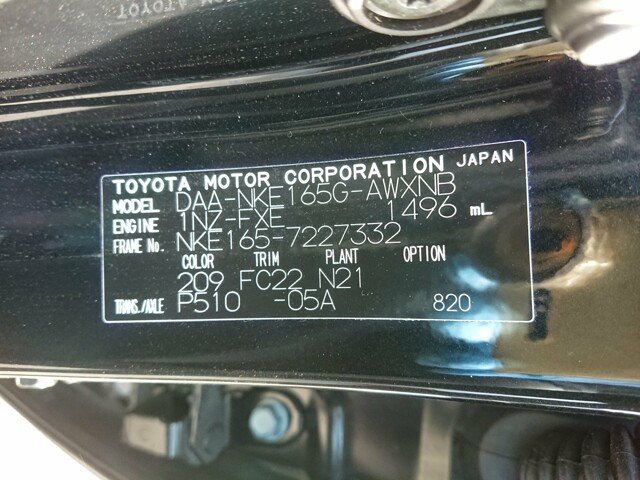 TOYOTA MOTOR CORPORATION JAPAN
MODEL DAA-NKE165G-AWXNB
ENGINE 1NZ-FXE 1496 mL
FRAME No. NKE165-7227332
COLOR TRIM PLANT OPTION
209 FC22 N21
TRANS./AXLE P510 -05A 820